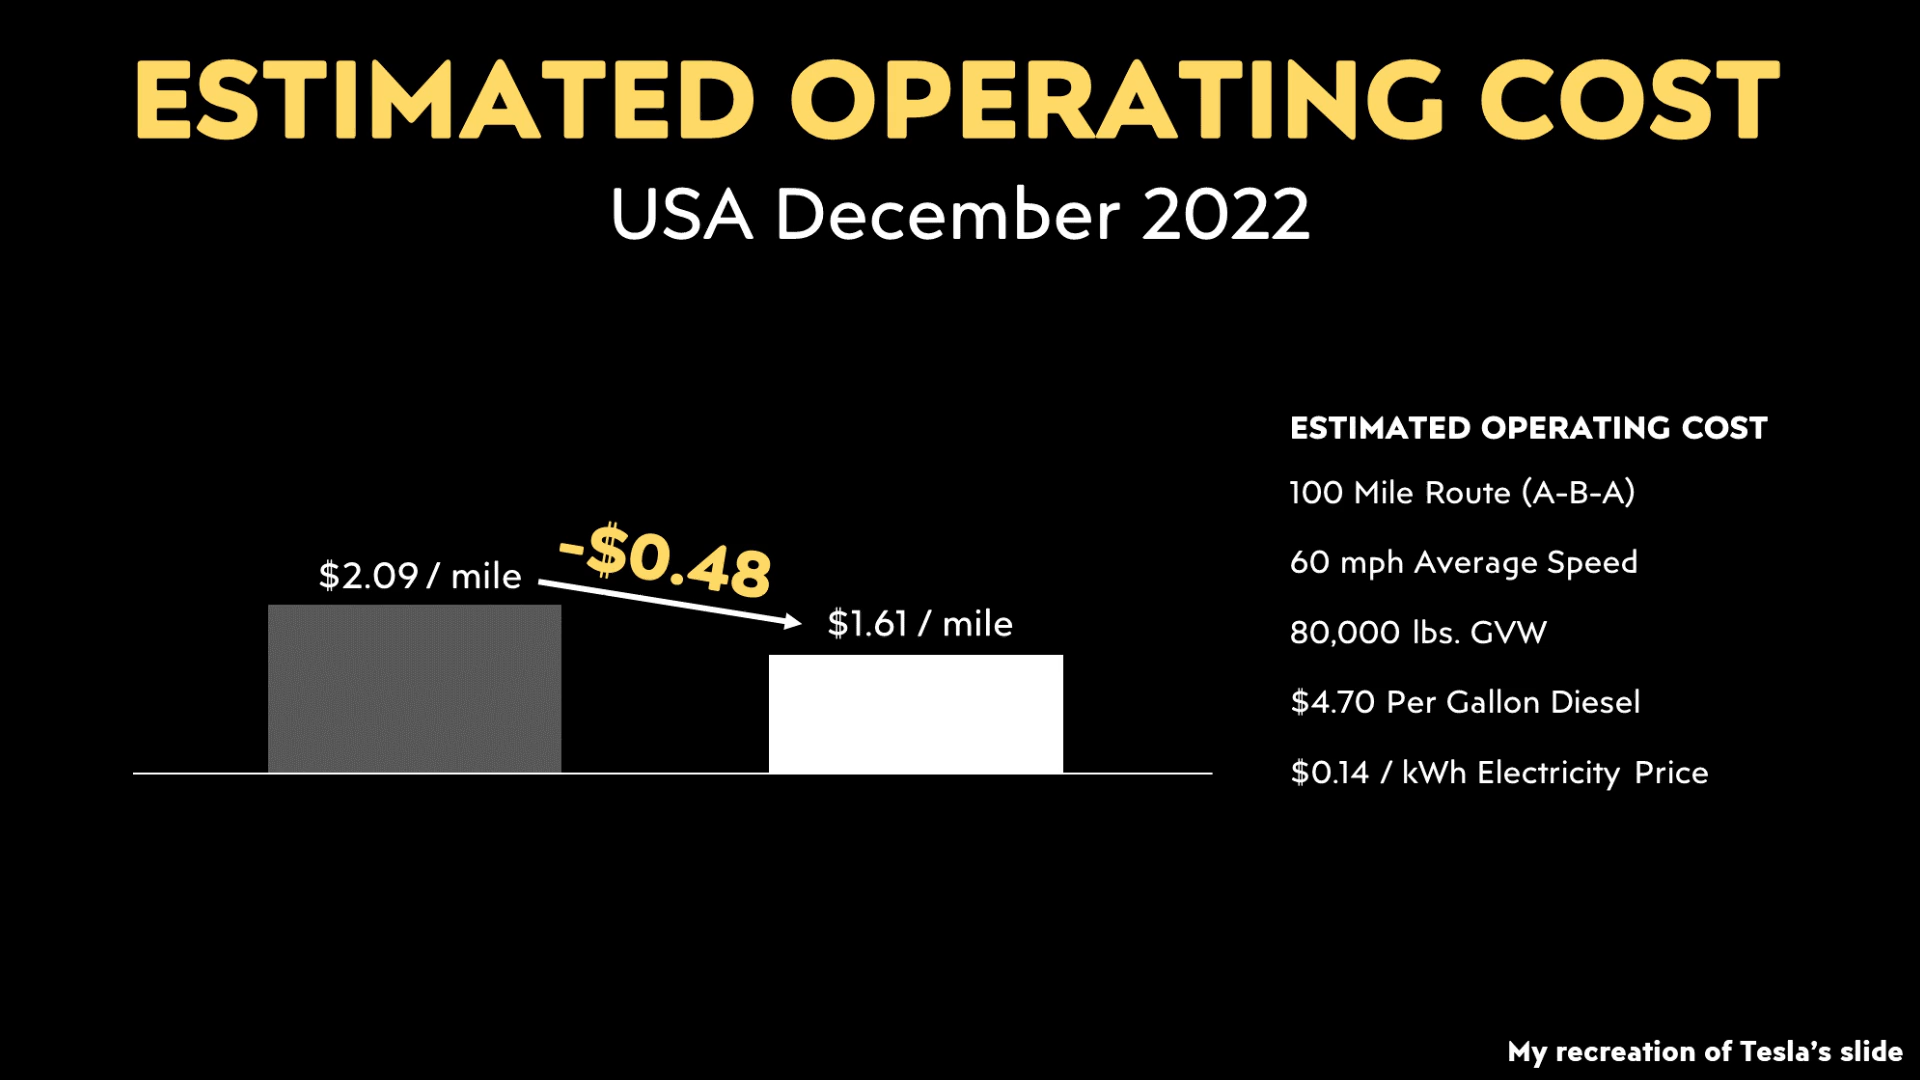 ESTIMATED OPERATING COST
USA December 2022
-$0.48
$2.09 / mile
$1.61 / mile
ESTIMATED OPERATING COST
100 Mile Route (A-B-A)
60 mph Average Speed
80,000 lbs. GVW
$4.70 Per Gallon Diesel
$0.14 / kWh Electricity Price
My recreation of Tesla's slide